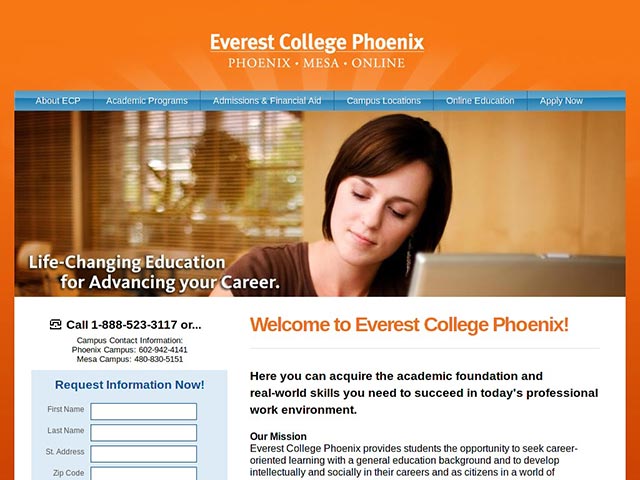 Everest College Phoenix
PHOENIX • MESA • ONLINE
About ECP
Academic Programs
Admissions & Financial Aid
Campus Locations
Online Education
Apply Now
Life-Changing Education
for Advancing your Career.
Call 1-888-523-3117 or...
Campus Contact Information:
Phoenix Campus: 602-942-4141
Mesa Campus: 480-830-5151
Request Information Now!
First Name
Last Name
St. Address
Zip Code
Welcome to Everest College Phoenix!
Here you can acquire the academic foundation and
real-world skills you need to succeed in today's professional
work environment.
Our Mission
Everest College Phoenix provides students the opportunity to seek career-
oriented learning with a general education background and to develop
intellectually and socially in their careers and as citizens in a world of